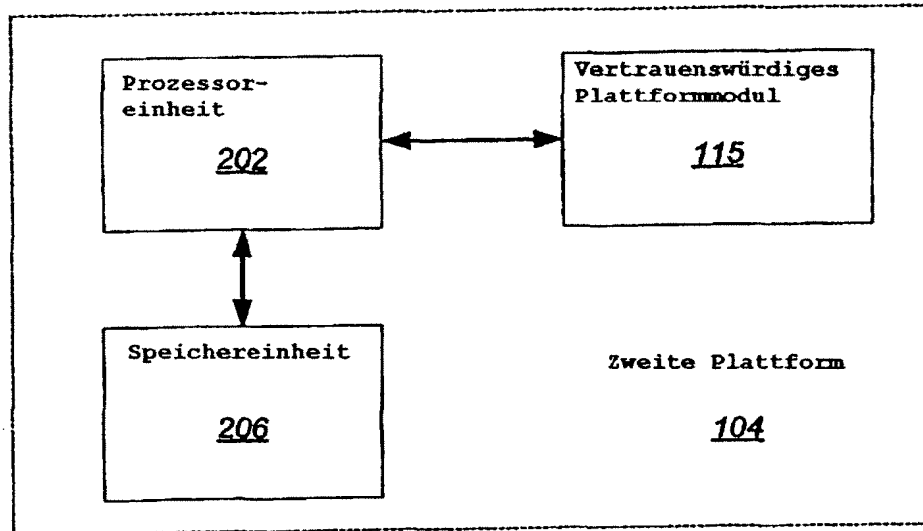 Prozessor-
einheit
202
Vertrauenswürdiges
Plattformmodul
115
Speichereinheit
206
Zweite Plattform
104